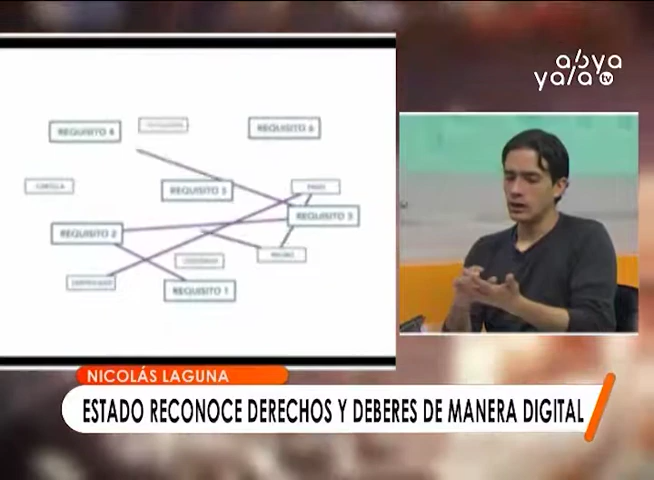 abya
yala tv
REQUISITO 4
REQUISITO 6
REQUISITO 5
REQUISITO 3
REQUISITO 2
REQUISITO 1
NICOLÁS LAGUNA
ESTADO RECONOCE DERECHOS Y DEBERES DE MANERA DIGITAL